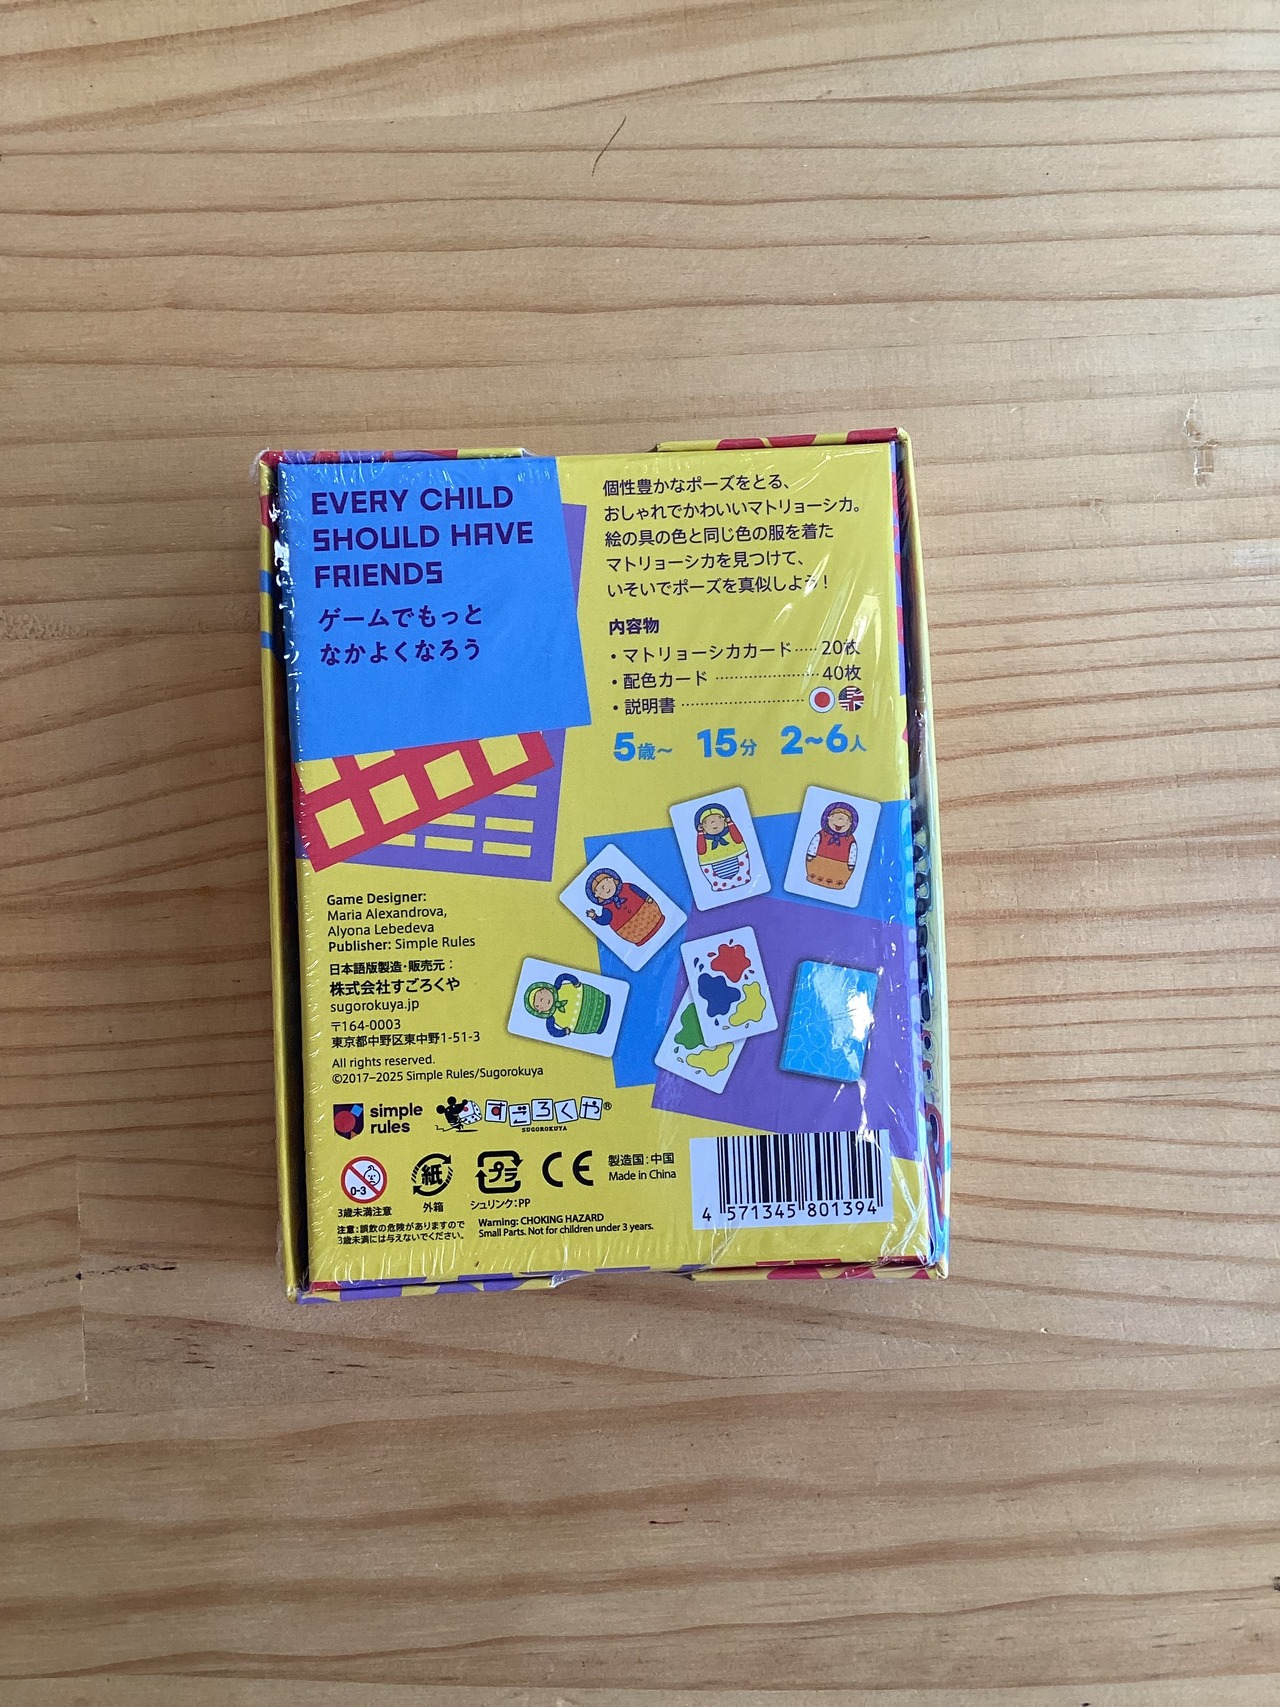 EVERY CHILD
SHOULD HAVE
FRIENDS
ゲームでもっと
なかよくなろう
個性豊かなポーズをとる、
おしゃれでかわいいマトリョーシカ。
絵の具の色と同じ色の服を着た
マトリョーシカを見つけて、
いそいでポーズを真似しよう！
内容物
・マトリョーシカカード……20枚
・配色カード…………………40枚
・説明書…………………………
5歳〜 15分 2〜6人
Game Designer:
Maria Alexandrova,
Alyona Lebedeva
Publisher: Simple Rules
日本語版製造・販売元：
株式会社すごろくや
sugorokuya.jp
〒164-0003
東京都中野区東中野1-51-3
All rights reserved.
©2017–2025 Simple Rules/Sugorokuya
simple
rules
すごろくや®
SUGOROKUYA
0-3
3歳未満注意
紙
外箱
プラ
シュリンク：PP
CE
製造国：中国
Made in China
注意：誤飲の危険がありますので
3歳未満には与えないでください。
Warning: CHOKING HAZARD
Small Parts. Not for children under 3 years.
4 571345 801394